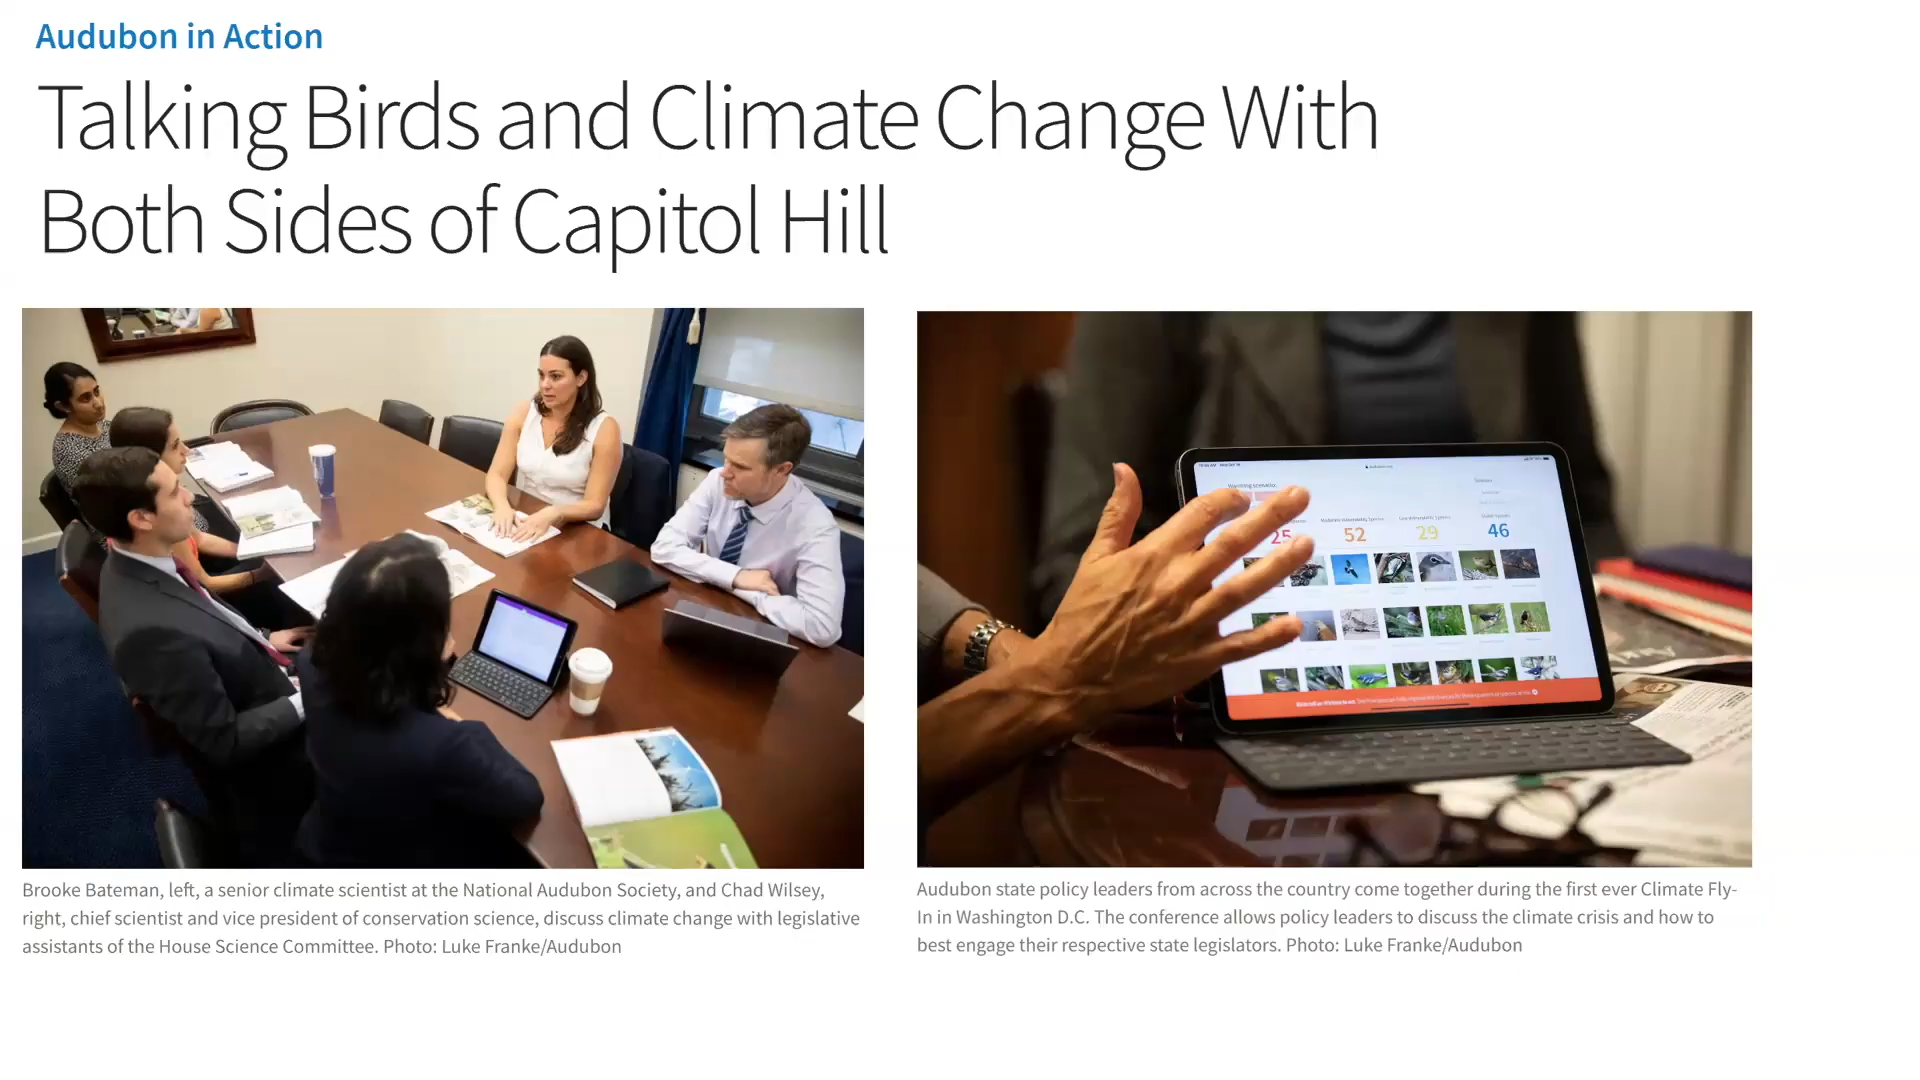 Audubon in Action
Talking Birds and Climate Change With
Both Sides of Capitol Hill
Warming scenario:
25
52
29
46
Brooke Bateman, left, a senior climate scientist at the National Audubon Society, and Chad Wilsey,
right, chief scientist and vice president of conservation science, discuss climate change with legislative
assistants of the House Science Committee. Photo: Luke Franke/Audubon
Audubon state policy leaders from across the country come together during the first ever Climate Fly-
In in Washington D.C. The conference allows policy leaders to discuss the climate crisis and how to
best engage their respective state legislators. Photo: Luke Franke/Audubon